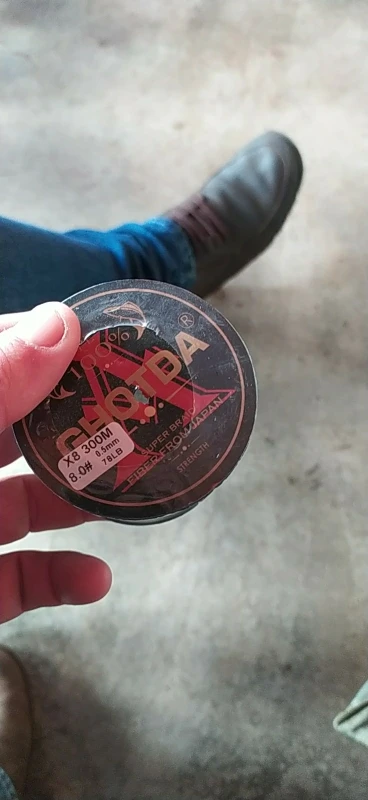 100%
GHOTDA®
X8 300M
0.5mm
8.0# 78LB
SUPER BRAID
FIBER FROM JAPAN
STRENGTH